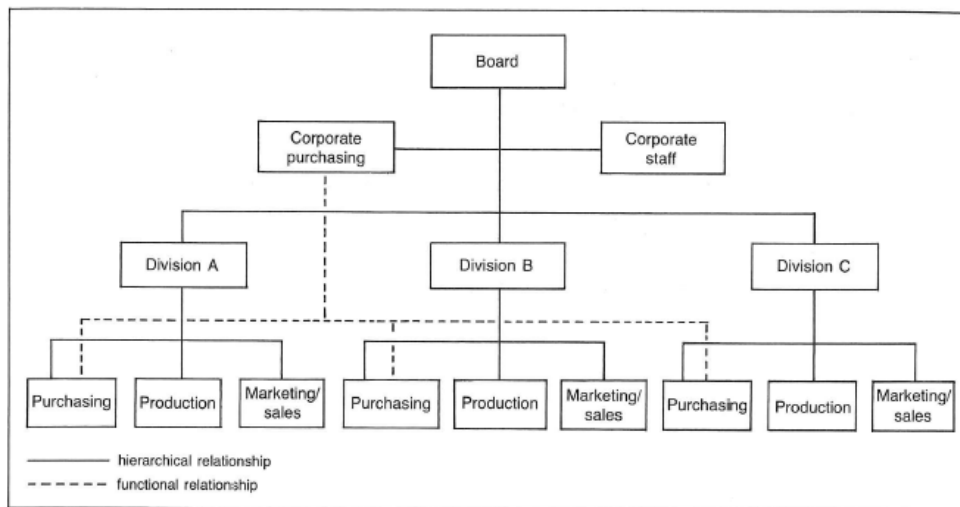 Board
Corporate
purchasing
Corporate
staff
Division A
Division B
Division C
Purchasing
Production
Marketing/
sales
Purchasing
Production
Marketing/
sales
Purchasing
Production
Marketing/
sales
hierarchical relationship
functional relationship